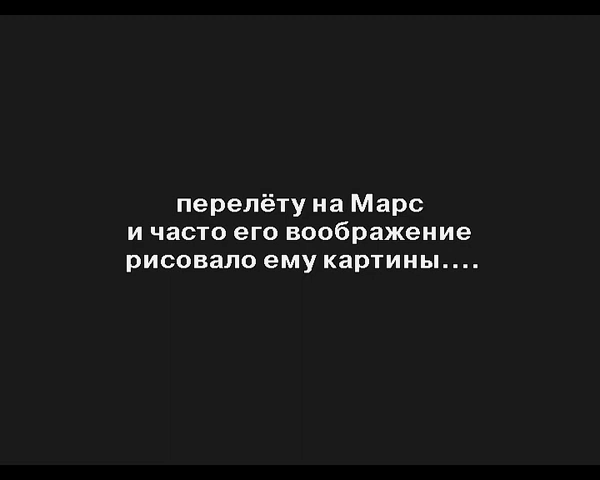 перелёту на Марс
и часто его воображение
рисовало ему картины....